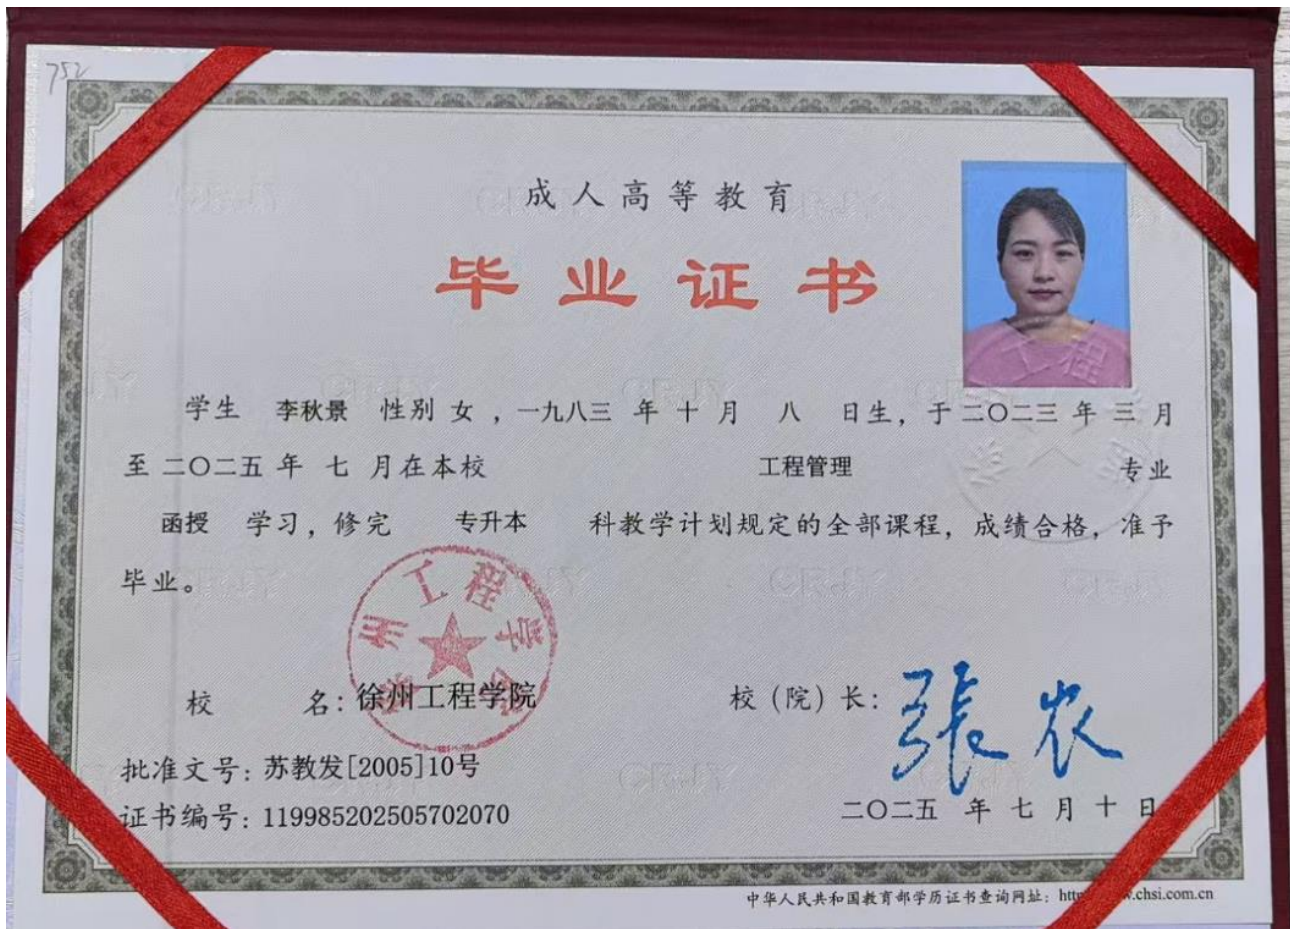 752
成人高等教育
毕业证书
学生 李秋景 性别 女 ，一九八三 年 十 月 八 日生，于 二〇二三 年 三 月
至 二〇二五 年 七 月在本校 工程管理 专业
函授 学习，修完 专升本 科教学计划规定的全部课程，成绩合格，准予
毕业。
徐州工程学院
校 名：徐州工程学院
校（院）长：張农
批准文号：苏教发[2005]10号
证书编号：119985202505702070
二〇二五 年 七 月 十 日
中华人民共和国教育部学历证书查询网址：http w.chsi.com.cn